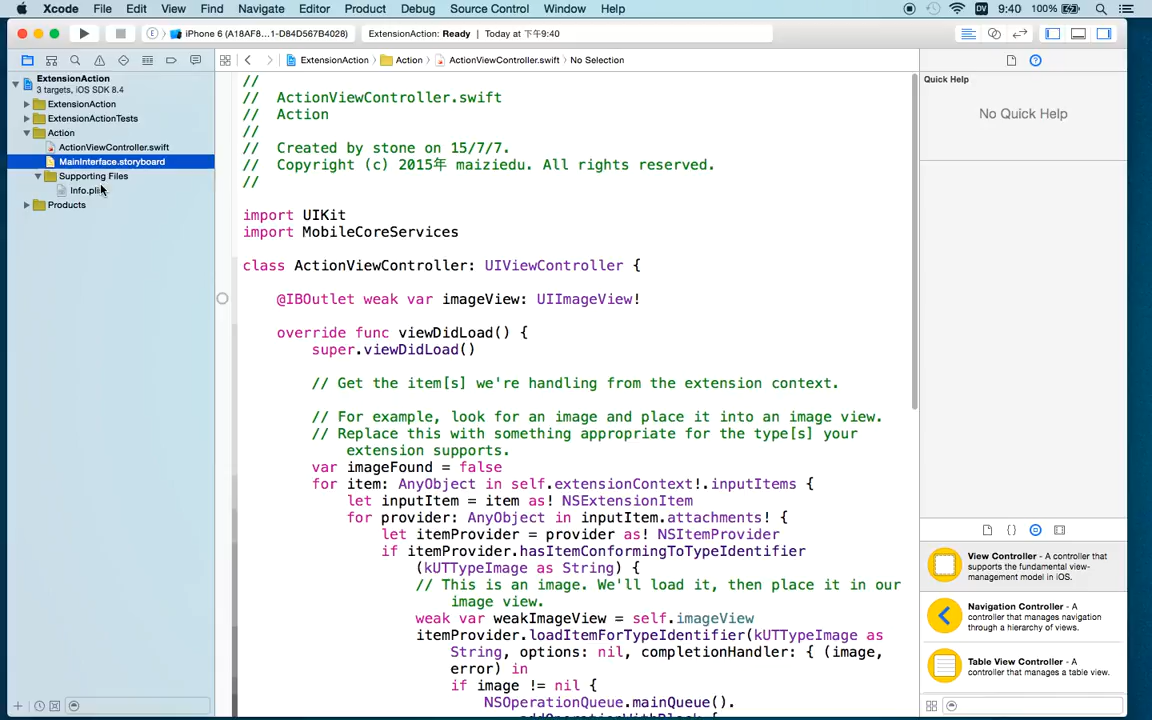 Xcode File Edit View Find Navigate Editor Product Debug Source Control Window Help DV 9:40 100%
iPhone 6 (A18AF8...1-D84D567B4028) ExtensionAction: Ready | Today at 下午9:40
ExtensionAction Action ActionViewController.swift No Selection
ExtensionAction
3 targets, iOS SDK 8.4
ExtensionAction
ExtensionActionTests
Action
ActionViewController.swift
MainInterface.storyboard
Supporting Files
Info.plist
Products
//
// ActionViewController.swift
// Action
//
// Created by stone on 15/7/7.
// Copyright (c) 2015年 maiziedu. All rights reserved.
//
import UIKit
import MobileCoreServices
class ActionViewController: UIViewController {
@IBOutlet weak var imageView: UIImageView!
override func viewDidLoad() {
super.viewDidLoad()
// Get the item[s] we're handling from the extension context.
// For example, look for an image and place it into an image view.
// Replace this with something appropriate for the type[s] your
extension supports.
var imageFound = false
for item: AnyObject in self.extensionContext!.inputItems {
let inputItem = item as! NSExtensionItem
for provider: AnyObject in inputItem.attachments! {
let itemProvider = provider as! NSItemProvider
if itemProvider.hasItemConformingToTypeIdentifier
(kUTTypeImage as String) {
// This is an image. We'll load it, then place it in our
image view.
weak var weakImageView = self.imageView
itemProvider.loadItemForTypeIdentifier(kUTTypeImage as
String, options: nil, completionHandler: { (image,
error) in
if image != nil {
NSOperationQueue.mainQueue().
addOperationWithBlock {
Quick Help
No Quick Help
View Controller - A controller that
supports the fundamental view-
management model in iOS.
Navigation Controller - A
controller that manages navigation
through a hierarchy of views.
Table View Controller - A
controller that manages a table view.